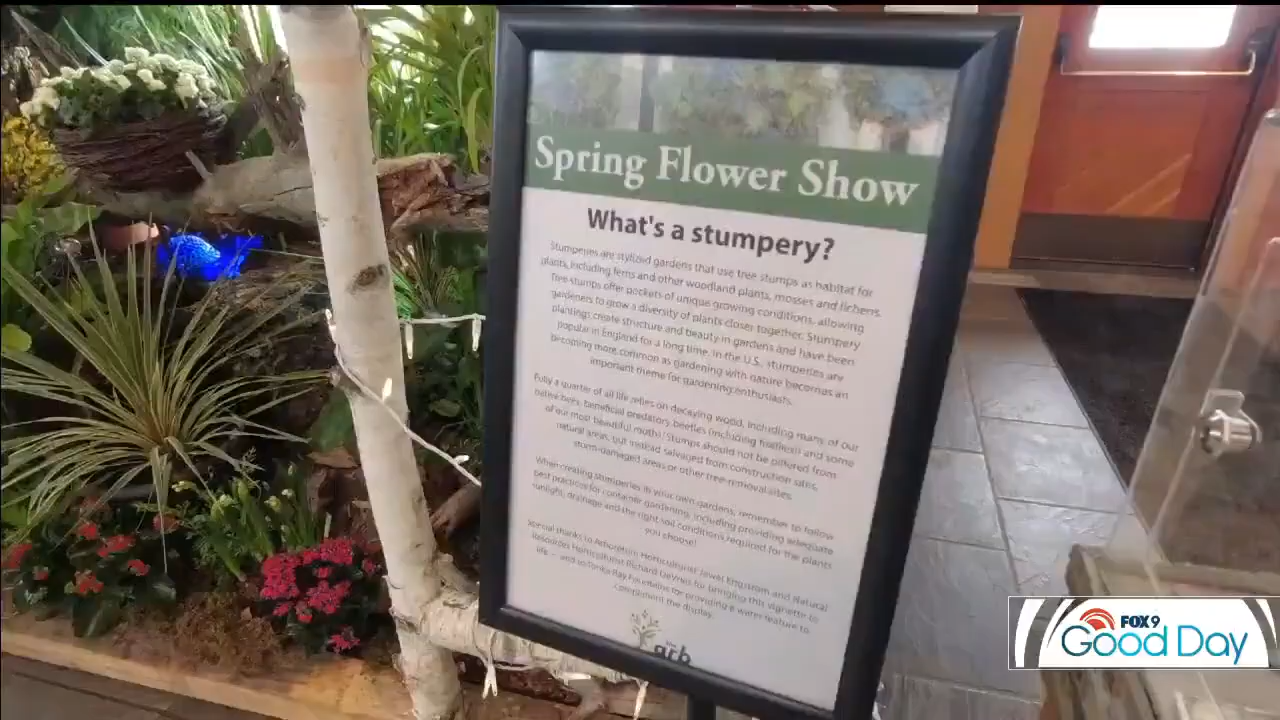 Spring Flower Show
What's a stumpery?
Stumperies are stylized gardens that use tree stumps as habitat for
plants, including ferns and other woodland plants, mosses and lichens.
Tree stumps offer pockets of unique growing conditions, allowing
gardeners to grow a diversity of plants closer together. Stumpery
plantings create structure and beauty in gardens and have been
popular in England for a long time. In the U.S., stumperies are
becoming more common as gardening with nature becomes an
important theme for gardening enthusiasts.
Fully a quarter of all life relies on decaying wood, including many of our
native bees, beneficial predatory beetles (including fireflies!) and some
of our most beautiful moths! Stumps should not be pilfered from
natural areas, but instead salvaged from construction sites,
storm-damaged areas or other tree-removal sites.
When creating stumperies in your own gardens, remember to follow
best practices for container gardening, including providing adequate
sunlight, drainage and the right soil conditions required for the plants
you choose!
Special thanks to Arboretum Horticulturist Jewel Engstrom and Natural
Resources Horticulturist Richard DeVries for bringing this vignette to
life – and to Tonka Bay Fountains for providing a water feature to
complement the display.
arb
FOX 9
Good Day